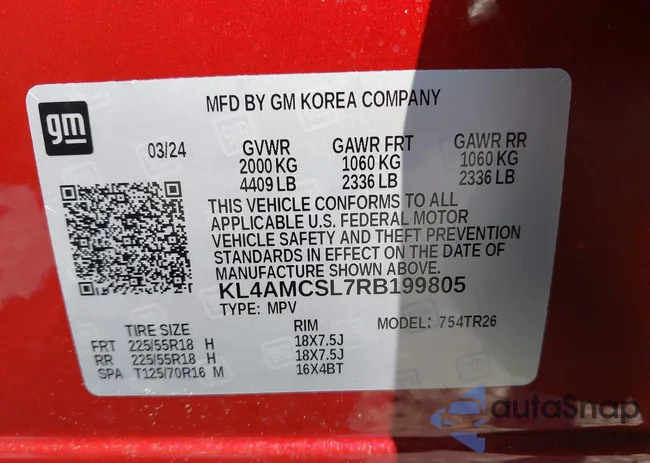 gm
MFD BY GM KOREA COMPANY
03/24 GVWR GAWR FRT GAWR RR
2000 KG 1060 KG 1060 KG
4409 LB 2336 LB 2336 LB
THIS VEHICLE CONFORMS TO ALL
APPLICABLE U.S. FEDERAL MOTOR
VEHICLE SAFETY AND THEFT PREVENTION
STANDARDS IN EFFECT ON THE DATE OF
MANUFACTURE SHOWN ABOVE.
KL4AMCSL7RB199805
TYPE: MPV MODEL: 754TR26
TIRE SIZE RIM
FRT 225/55R18 H 18X7.5J
RR 225/55R18 H 18X7.5J
SPA T125/70R16 M 16X4BT
autoSnap